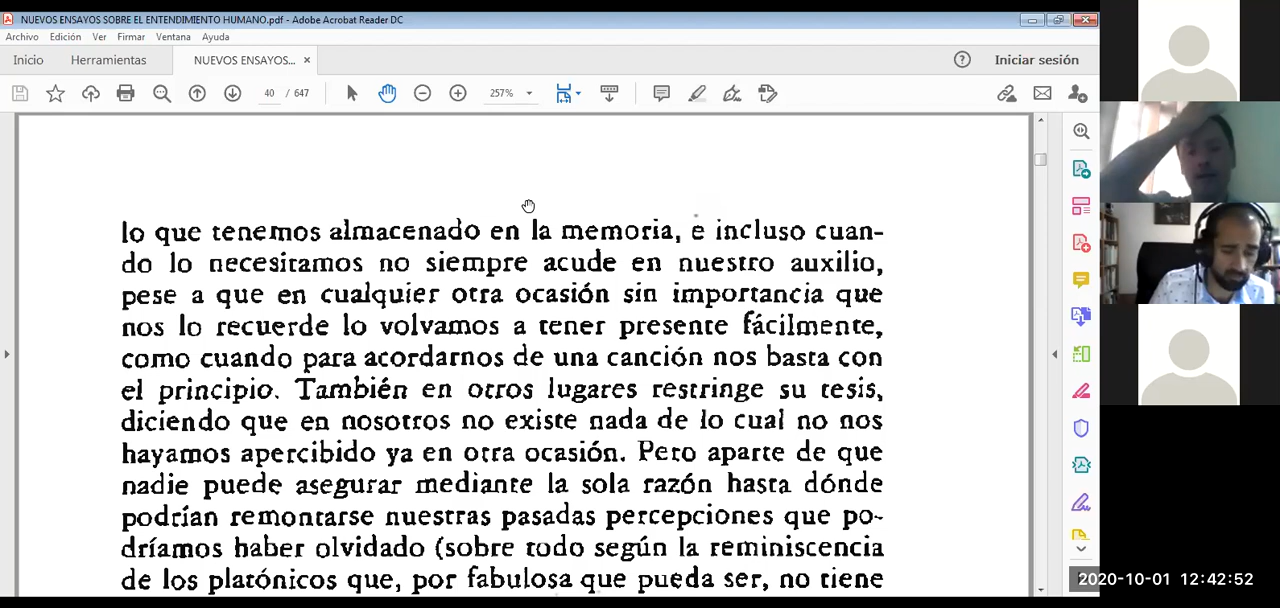 NUEVOS ENSAYOS SOBRE EL ENTENDIMIENTO HUMANO.pdf - Adobe Acrobat Reader DC
Archivo Edición Ver Firmar Ventana Ayuda
Inicio Herramientas NUEVOS ENSAYOS... × Iniciar sesión
40 / 647 257%
lo que tenemos almacenado en la memoria, e incluso cuan-
do lo necesitamos no siempre acude en nuestro auxilio,
pese a que en cualquier otra ocasión sin importancia que
nos lo recuerde lo volvamos a tener presente fácilmente,
como cuando para acordarnos de una canción nos basta con
el principio. También en otros lugares restringe su tesis,
diciendo que en nosotros no existe nada de lo cual no nos
hayamos apercibido ya en otra ocasión. Pero aparte de que
nadie puede asegurar mediante la sola razón hasta dónde
podrían remontarse nuestras pasadas percepciones que po-
dríamos haber olvidado (sobre todo según la reminiscencia
de los platónicos que, por fabulosa que pueda ser, no tiene
2020-10-01 12:42:52